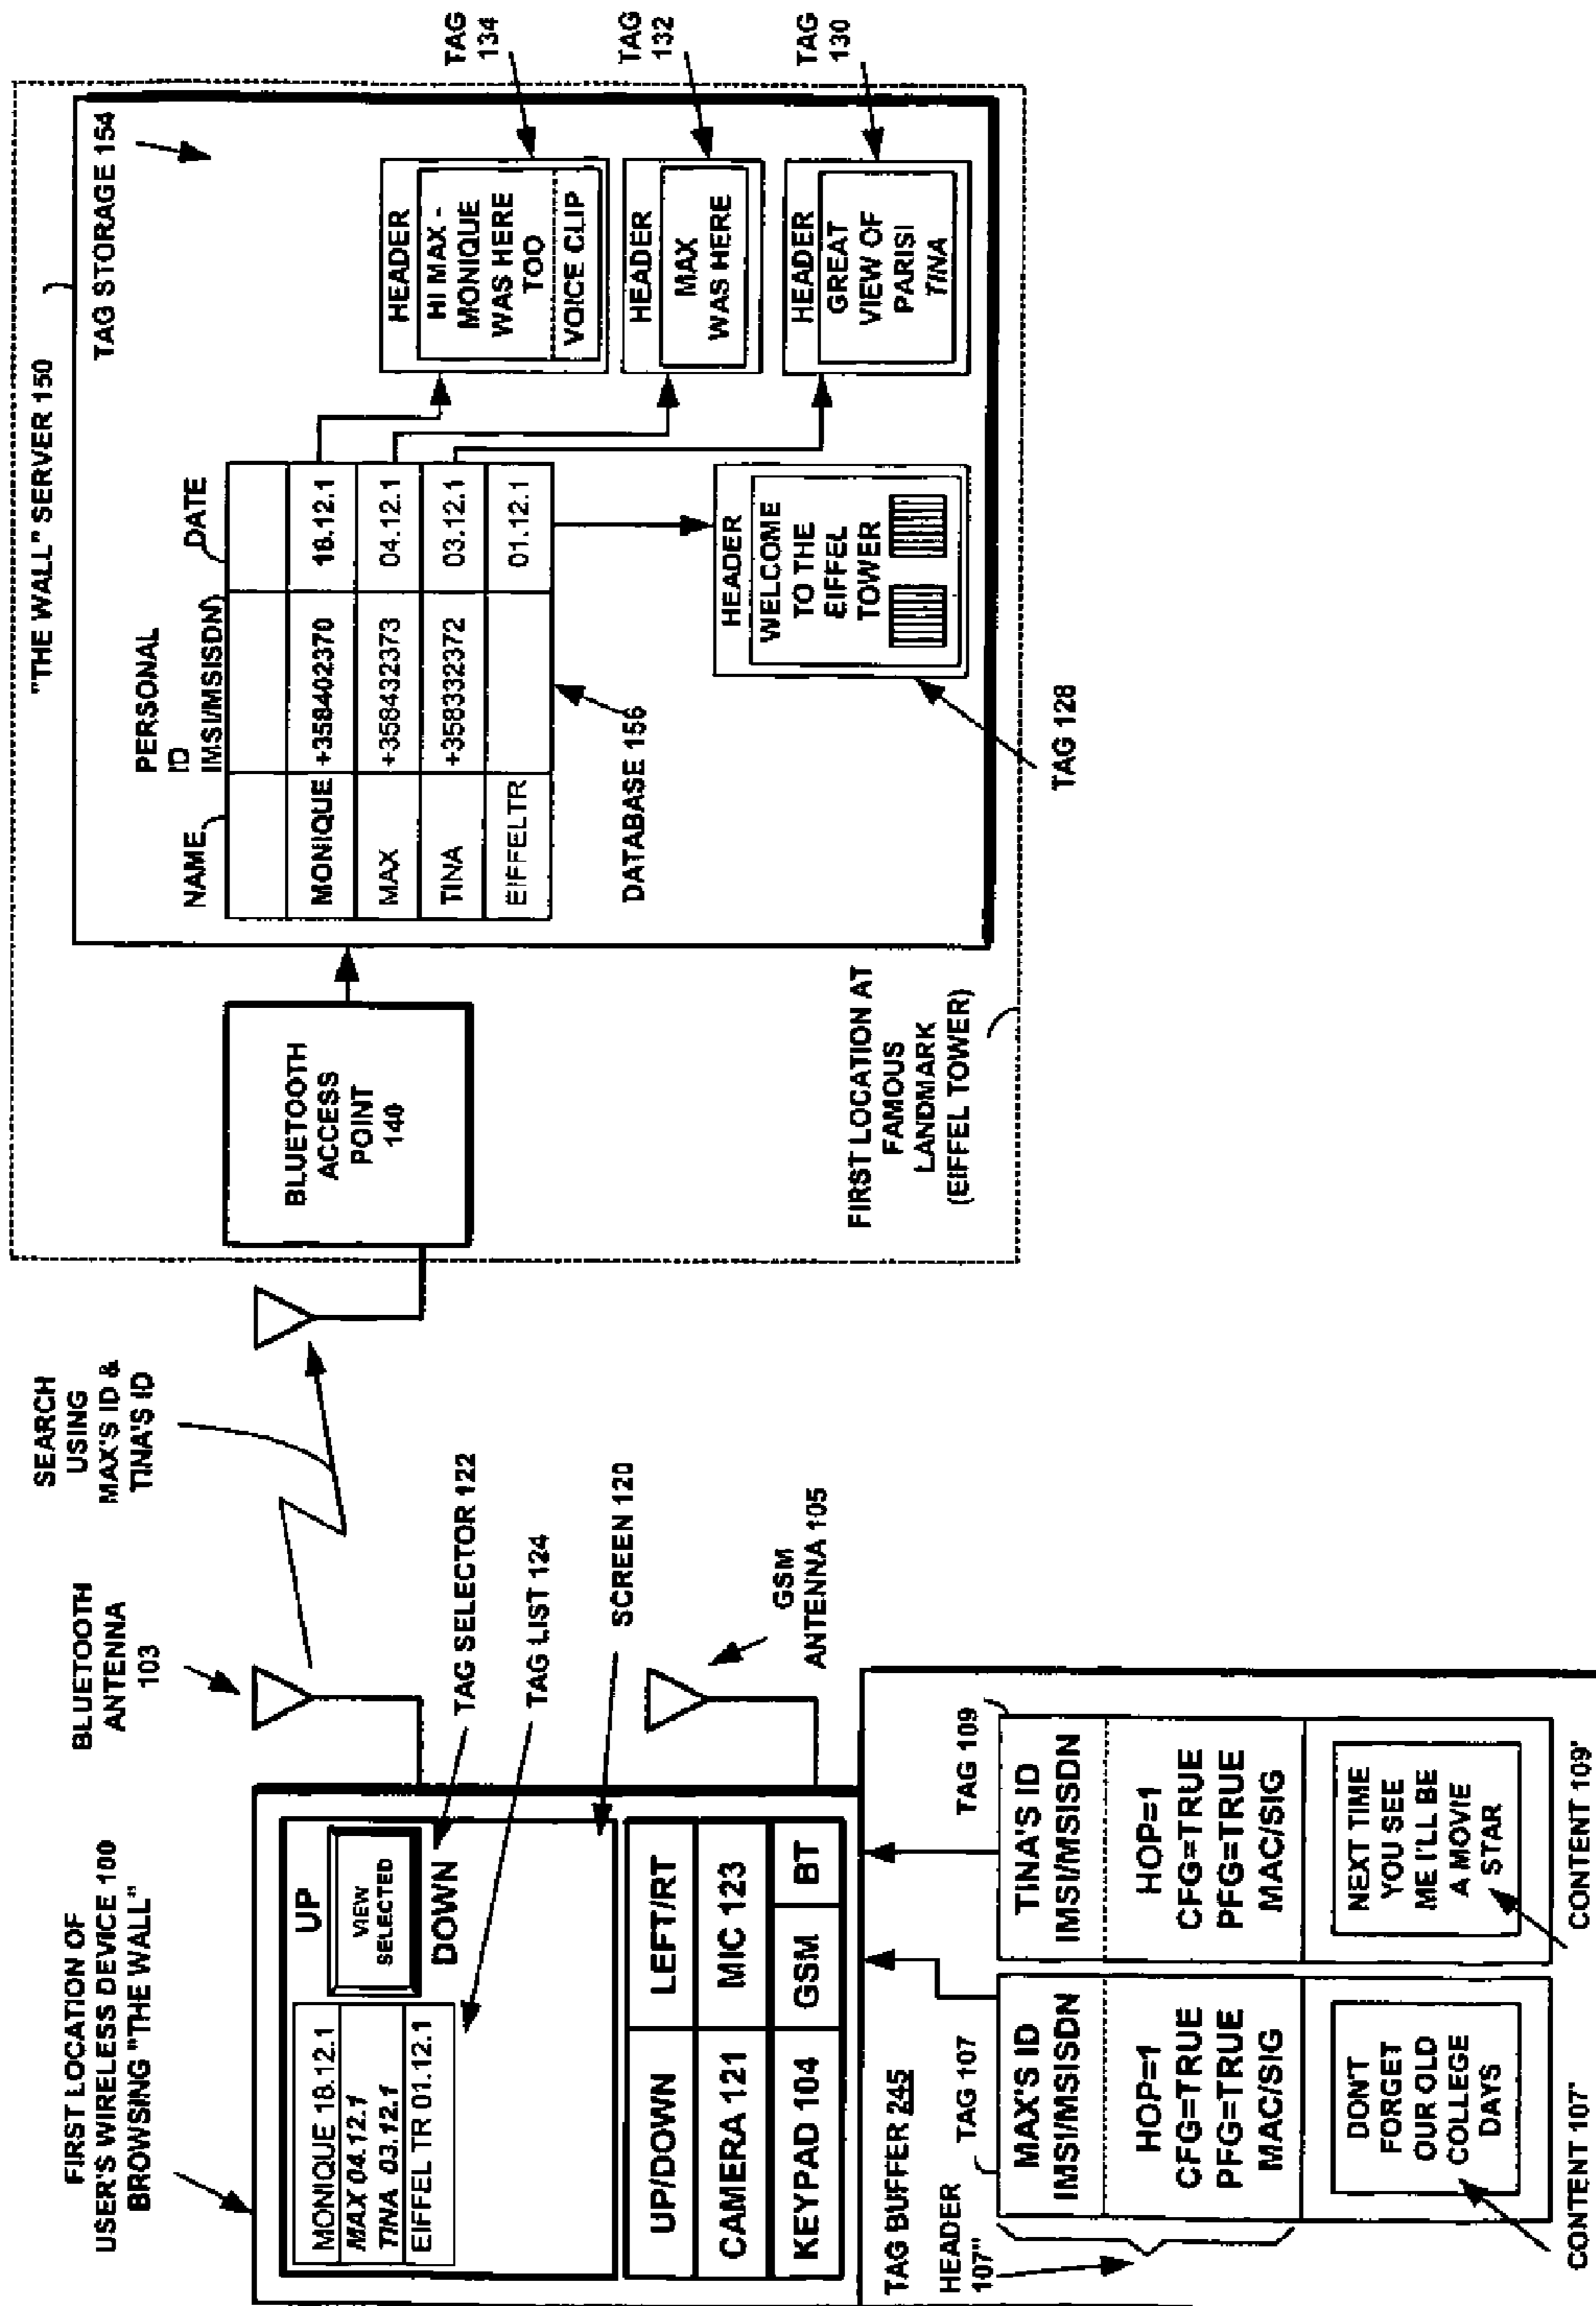 FIRST LOCATION OF
USER'S WIRELESS DEVICE 100
BROWSING "THE WALL"
BLUETOOTH
ANTENNA
103
SEARCH
USING
MAX'S ID &
TINA'S ID
MONIQUE 18.12.1
MAX 04.12.1
TINA 03.12.1
EIFFEL TR 01.12.1
UP
VIEW
SELECTED
DOWN
TAG SELECTOR 122
TAG LIST 124
SCREEN 120
UP/DOWN
LEFT/RT
CAMERA 121
MIC 123
KEYPAD 104
GSM
BT
GSM
ANTENNA 105
TAG BUFFER 245
HEADER
107"
TAG 107
MAX'S ID
IMSI/MSISDN
HOP=1
CFG=TRUE
PFG=TRUE
MAC/SIG
DON'T
FORGET
OUR OLD
COLLEGE
DAYS
CONTENT 107'
TAG 109
TINA'S ID
IMSI/MSISDN
HOP=1
CFG=TRUE
PFG=TRUE
MAC/SIG
NEXT TIME
YOU SEE
ME I'LL BE
A MOVIE
STAR
CONTENT 109'
"THE WALL" SERVER 150
TAG STORAGE 154
BLUETOOTH
ACCESS
POINT
140
FIRST LOCATION AT
FAMOUS
LANDMARK
(EIFFEL TOWER)
NAME
PERSONAL
ID
IMSI/MSISDN
DATE
MONIQUE +358402370 18.12.1
MAX +358432373 04.12.1
TINA +358332372 03.12.1
EIFFELTR 01.12.1
DATABASE 156
HEADER
WELCOME
TO THE
EIFFEL
TOWER
TAG 128
HEADER
HI MAX -
MONIQUE
WAS HERE
TOO
VOICE CLIP
TAG
134
HEADER
MAX
WAS HERE
TAG
132
HEADER
GREAT
VIEW OF
PARISI
TINA
TAG
130